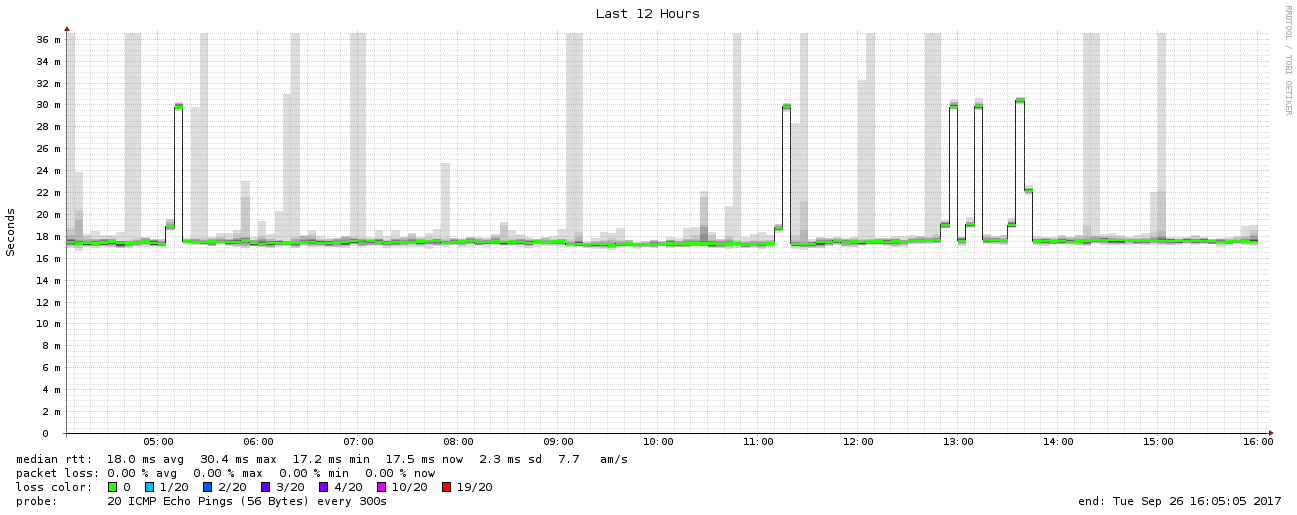 Last 12 Hours
RRDTOOL / TOBI OETIKER
Seconds
36 m
34 m
32 m
30 m
28 m
26 m
24 m
22 m
20 m
18 m
16 m
14 m
12 m
10 m
8 m
6 m
4 m
2 m
0
05:00 06:00 07:00 08:00 09:00 10:00 11:00 12:00 13:00 14:00 15:00 16:00
median rtt: 18.0 ms avg 30.4 ms max 17.2 ms min 17.5 ms now 2.3 ms sd 7.7 am/s
packet loss: 0.00 % avg 0.00 % max 0.00 % min 0.00 % now
loss color: 0 1/20 2/20 3/20 4/20 10/20 19/20
probe: 20 ICMP Echo Pings (56 Bytes) every 300s end: Tue Sep 26 16:05:05 2017